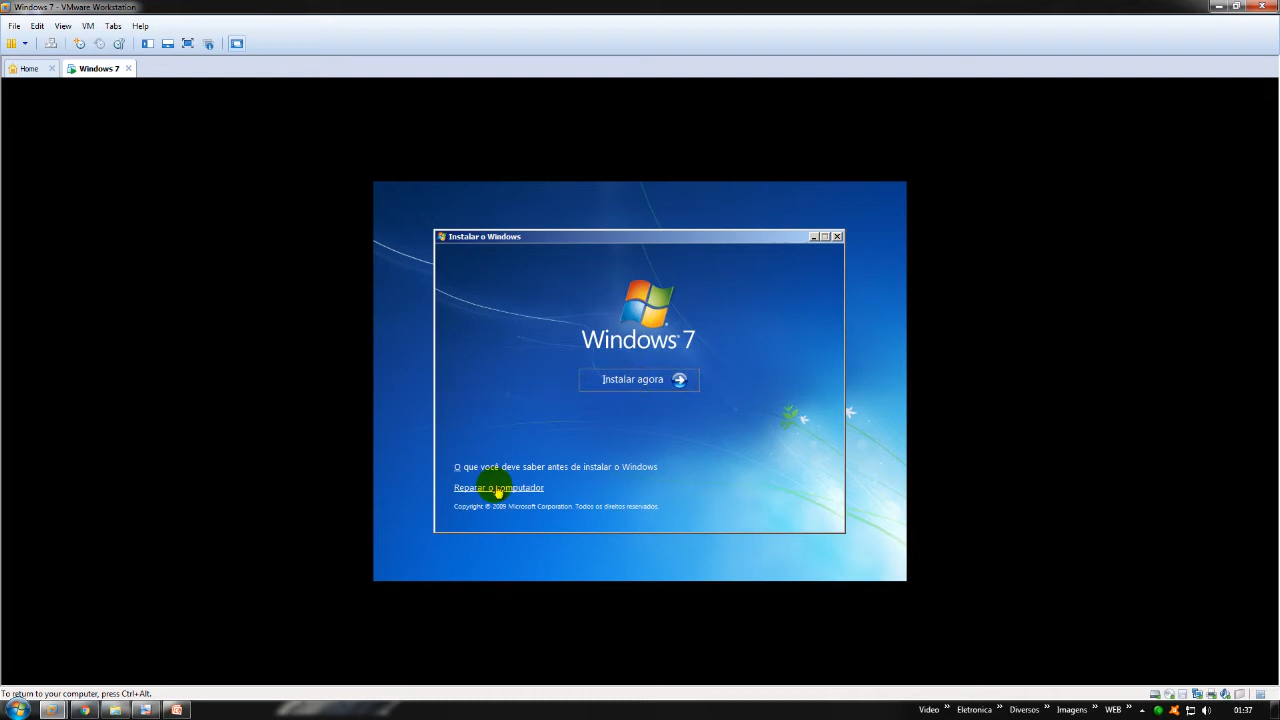 Windows 7 - VMware Workstation
File Edit View VM Tabs Help
Home Windows 7
Instalar o Windows
Windows 7
Instalar agora
O que você deve saber antes de instalar o Windows
Reparar o computador
Copyright © 2009 Microsoft Corporation. Todos os direitos reservados.
To return to your computer, press Ctrl+Alt.
Video » Eletronica » Diversos » Imagens » WEB » 01:37